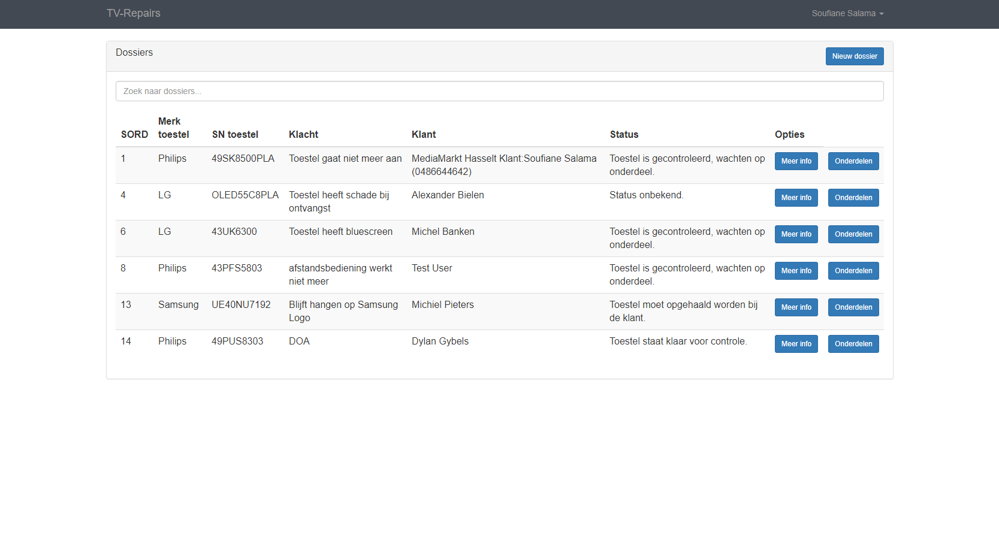 TV-Repairs Soufiane Salama
Dossiers Nieuw dossier
Zoek naar dossiers...
SORD Merk toestel SN toestel Klacht Klant Status Opties
1 Philips 49SK8500PLA Toestel gaat niet meer aan MediaMarkt Hasselt Klant:Soufiane Salama Toestel is gecontroleerd, wachten op Meer info Onderdelen
(0486644642) onderdeel.
4 LG OLED55C8PLA Toestel heeft schade bij Alexander Bielen Status onbekend. Meer info Onderdelen
ontvangst
6 LG 43UK6300 Toestel heeft bluescreen Michel Banken Toestel is gecontroleerd, wachten op Meer info Onderdelen
onderdeel.
8 Philips 43PFS5803 afstandsbediening werkt Test User Toestel is gecontroleerd, wachten op Meer info Onderdelen
niet meer onderdeel.
13 Samsung UE40NU7192 Blijft hangen op Samsung Michiel Pieters Toestel moet opgehaald worden bij Meer info Onderdelen
Logo de klant.
14 Philips 49PUS8303 DOA Dylan Gybels Toestel staat klaar voor controle. Meer info Onderdelen